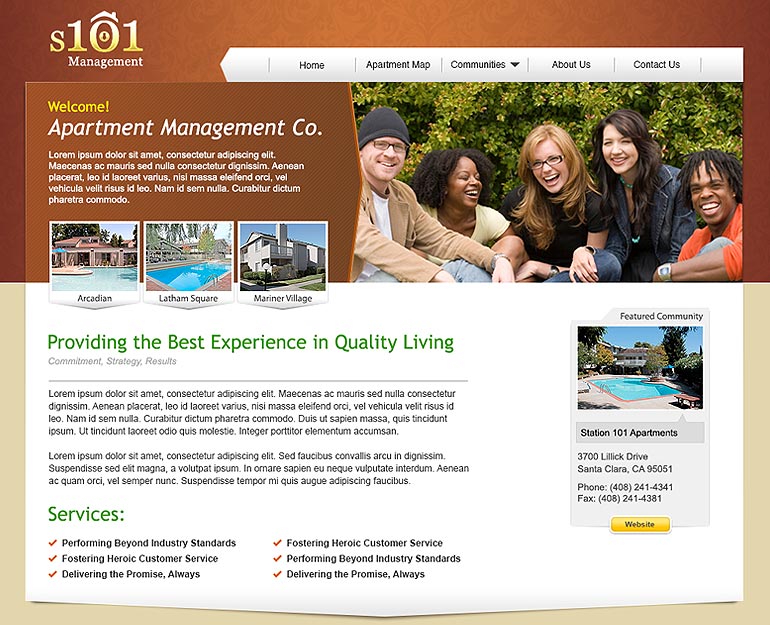 s101
Management
Home
Apartment Map
Communities
About Us
Contact Us
Welcome!
Apartment Management Co.
Lorem ipsum dolor sit amet, consectetur adipiscing elit.
Maecenas ac mauris sed nibero consectetur dignissim. Aenean
placerat, leo id laoreet varius, nisl massa eleifend dui, vel
vehicula velit risus id leo. Nam id sem nulla. Curabitur dictum
pharetra commodo.
Arcadian
Latham Square
Mariner Village
Providing the Best Experience in Quality Living
Commitment, Strategy, Results
Lorem ipsum dolor sit amet, consectetur adipiscing elit. Maecenas ac mauris sed nibero consectetur
dignissim. Aenean placerat, leo id laoreet varius, nisl massa eleifend dui, vel vehicula velit risus id
leo. Nam id sem nulla. Curabitur dictum pharetra commodo. Duis ut sapien massa, quis tincidunt
ipsum. Ut tincidunt laoreet odio quis molestie. Integer porttitor elementum accumsan.
Lorem ipsum dolor sit amet, consectetur adipiscing elit. Sed faucibus convallis arcu in dignissim.
Suspendisse sed elit magna, a volutpat ipsum. In ornare sapien eu neque vulputate interdum. Aenean
ac quam orci, vel semper nunc. Suspendisse tempor mi quis augue adipiscing faucibus.
Services:
Performing Beyond Industry Standards
Fostering Heroic Customer Service
Delivering the Promise, Always
Fostering Heroic Customer Service
Performing Beyond Industry Standards
Delivering the Promise, Always
Featured Community
Station 101 Apartments
3700 Lillick Drive
Santa Clara, CA 95051
Phone: (408) 241-4341
Fax: (408) 241-4381
Website